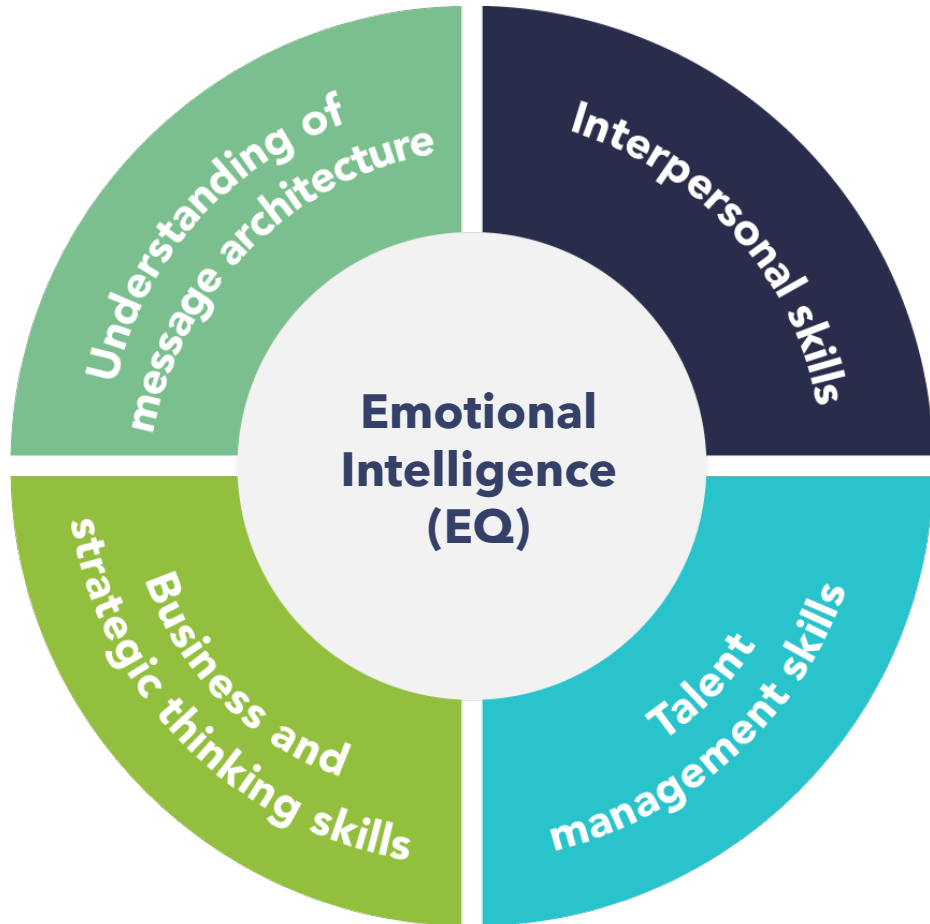 Understanding of
message architecture
Interpersonal skills
Emotional
Intelligence
(EQ)
Business and
strategic thinking skills
Talent
management skills